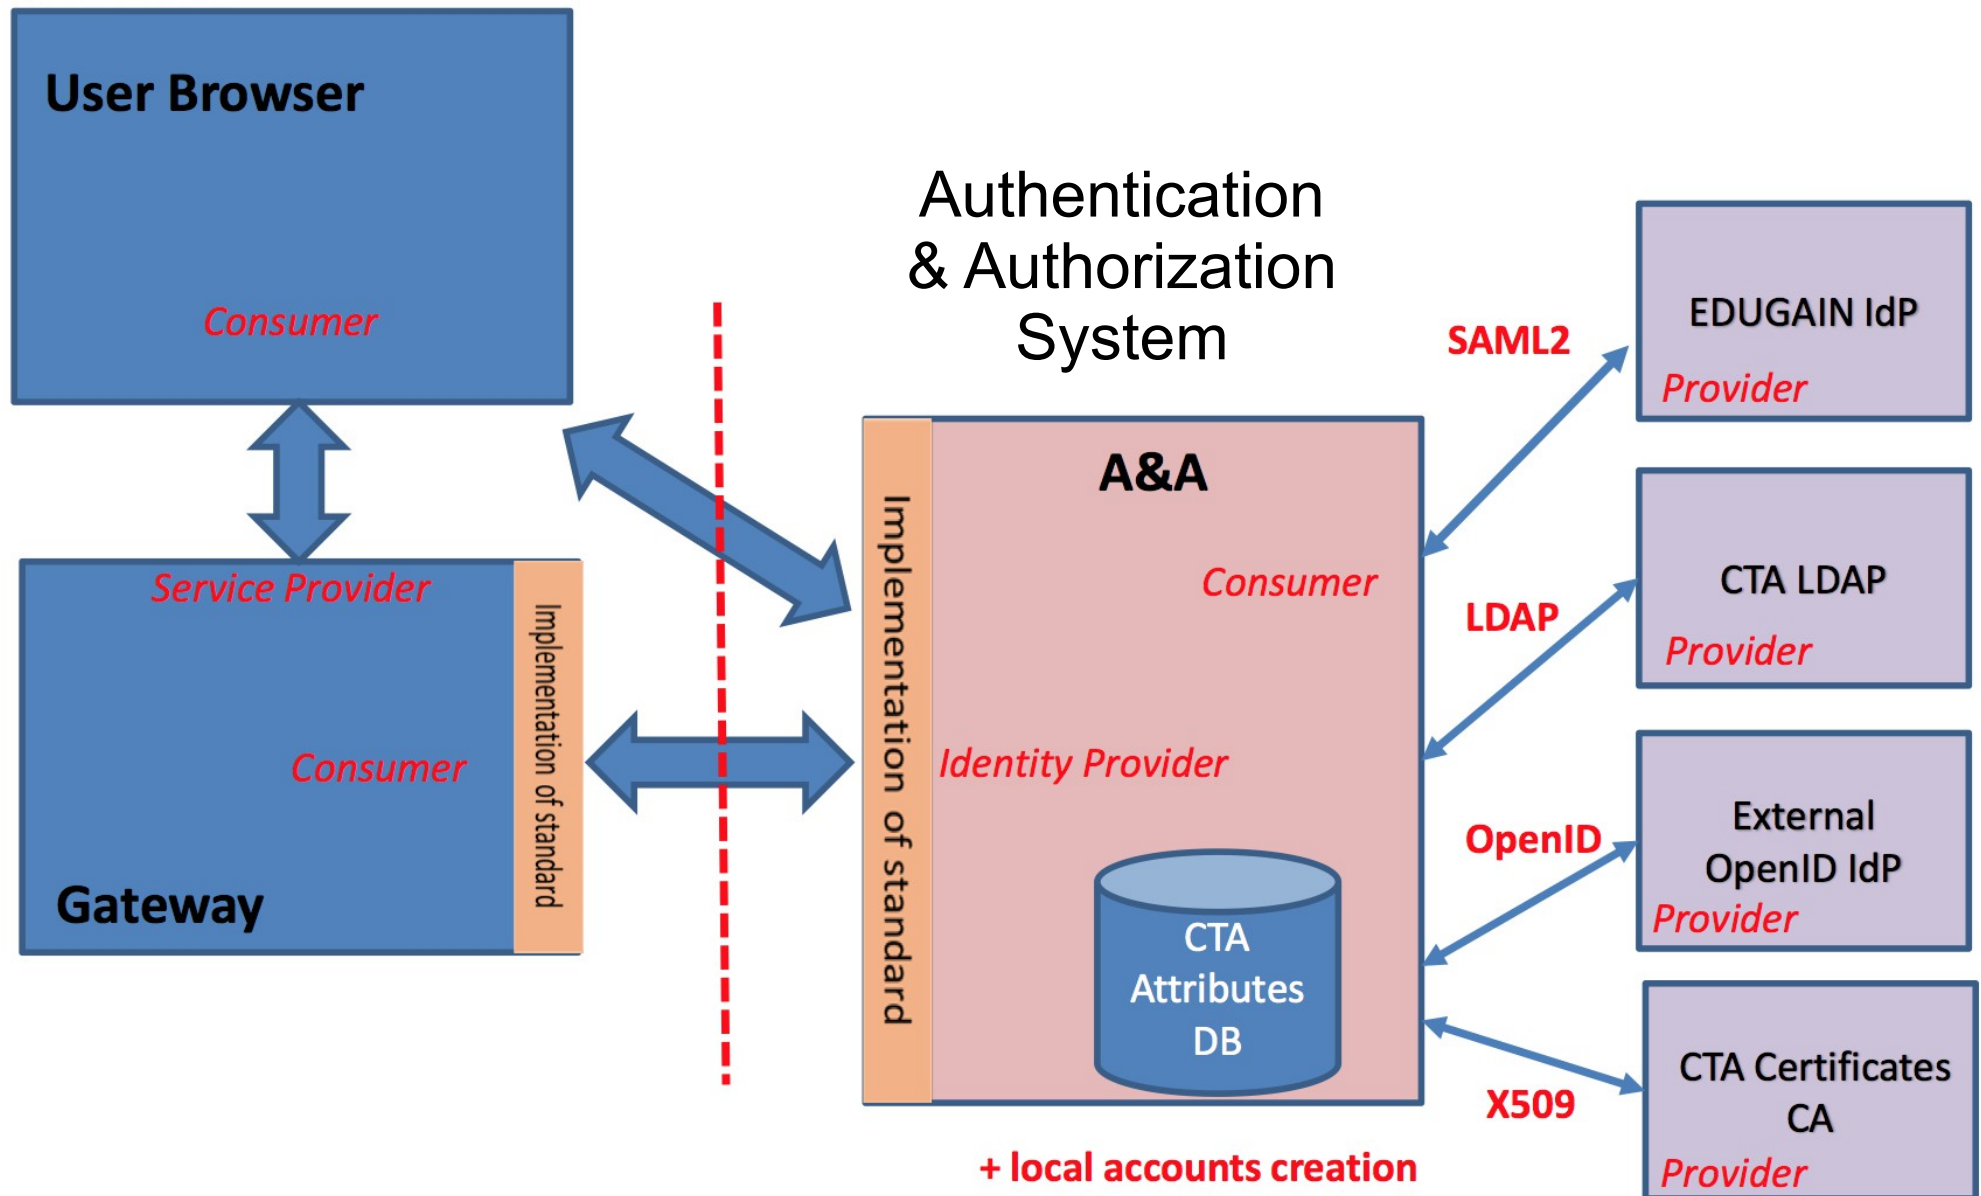 User Browser
Consumer
Service Provider
Implementation of standard
Consumer
Gateway
Authentication
& Authorization
System
A&A
Implementation of standard
Consumer
Identity Provider
CTA
Attributes
DB
+ local accounts creation
SAML2
LDAP
OpenID
X509
EDUGAIN IdP
Provider
CTA LDAP
Provider
External
OpenID IdP
Provider
CTA Certificates
CA
Provider